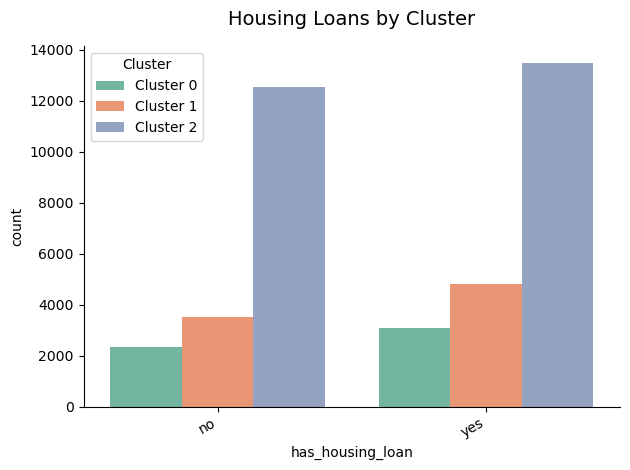 Housing Loans by Cluster
Cluster
Cluster 0
Cluster 1
Cluster 2
14000
12000
10000
8000
6000
4000
2000
0
count
no
yes
has_housing_loan